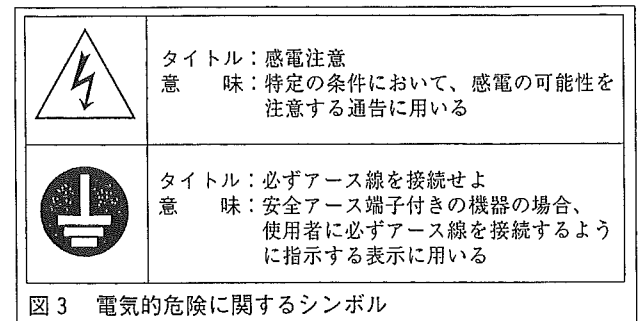 タイトル：感電注意
意　　味：特定の条件において、感電の可能性を
注意する通告に用いる
タイトル：必ずアース線を接続せよ
意　　味：安全アース端子付きの機器の場合、
使用者に必ずアース線を接続するよう
に指示する表示に用いる
図3　電気的危険に関するシンボル